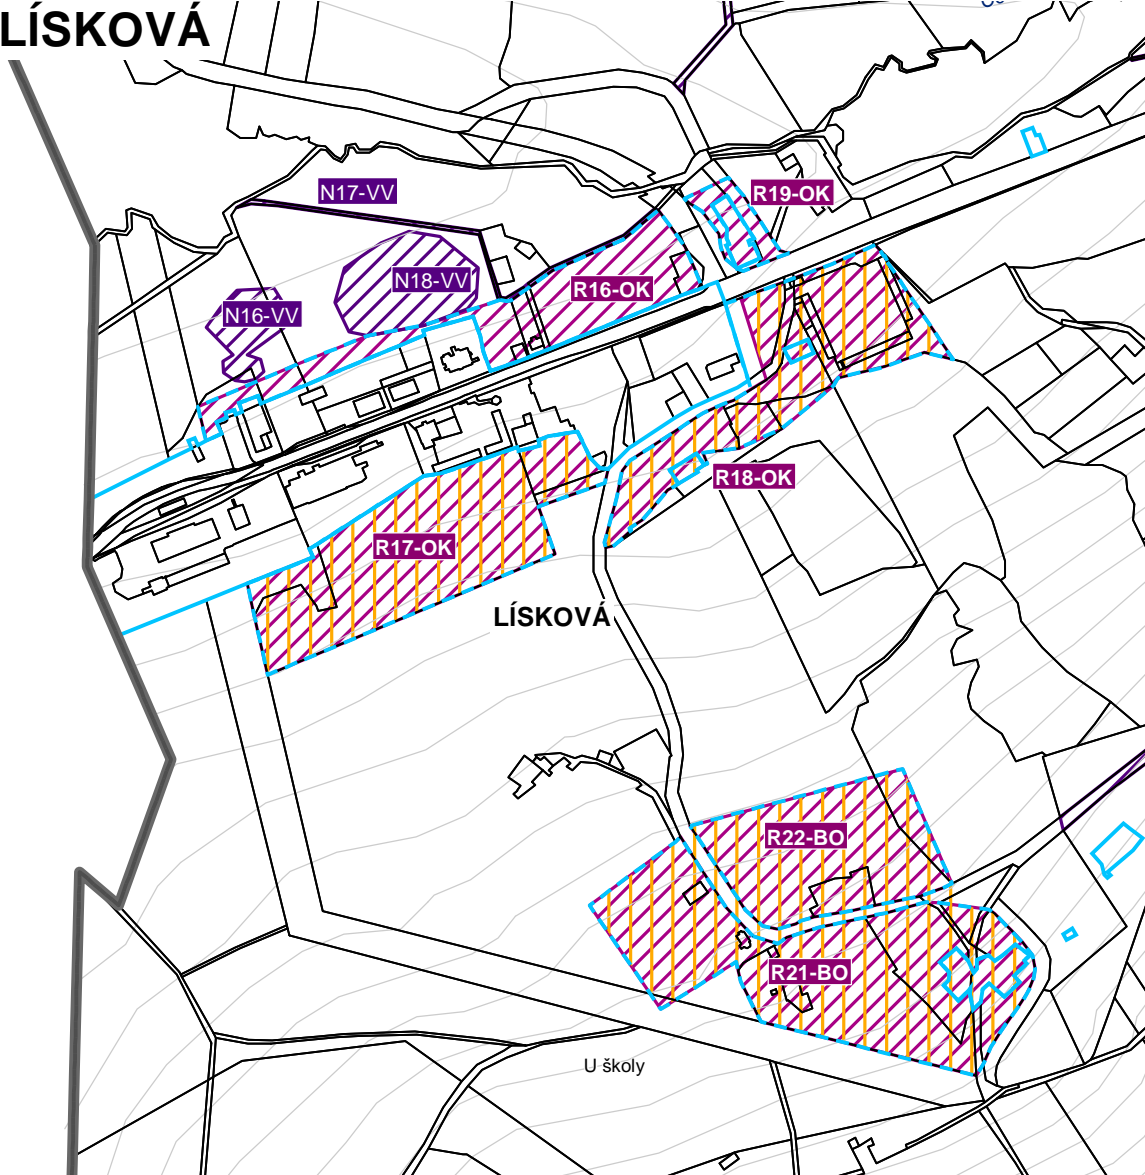 LÍSKOVÁ
N17-VV
R19-OK
N18-VV
R16-OK
N16-VV
R18-OK
R17-OK
LÍSKOVÁ
R22-BO
R21-BO
U školy